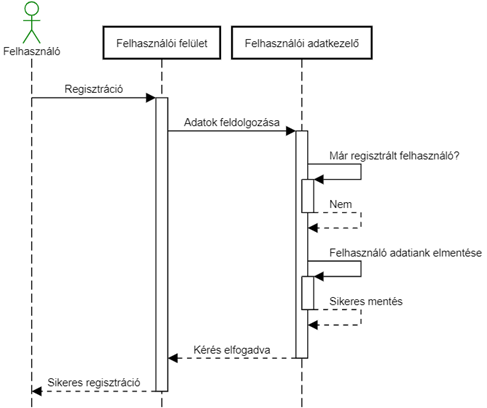 Felhasználó
Felhasználói felület
Felhasználói adatkezelő
Regisztráció
Adatok feldolgozása
Már regisztrált felhasználó?
Nem
Felhasználó adatiank elmentése
Sikeres mentés
Kérés elfogadva
Sikeres regisztráció